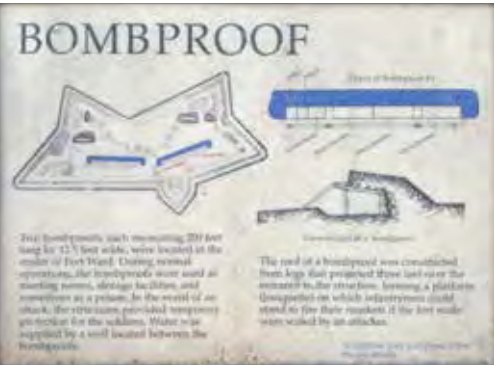 BOMBPROOF
Two bombproofs, each measuring 200 feet
long by 12.5 feet wide, were located in the
center of Fort Ward. During normal
operations, the bombproofs were used as
meeting rooms, storage facilities, and
sometimes as a prison. In the event of an
attack, the structures provided temporary
protection for the soldiers. Water was
supplied by a well located between the
bombproofs.
The roof of a bombproof was constructed
from logs that projected three feet over the
entrance to the structure, forming a platform
(banquette) on which infantrymen could
stand to fire their muskets if the fort walls
were scaled by an attacker.